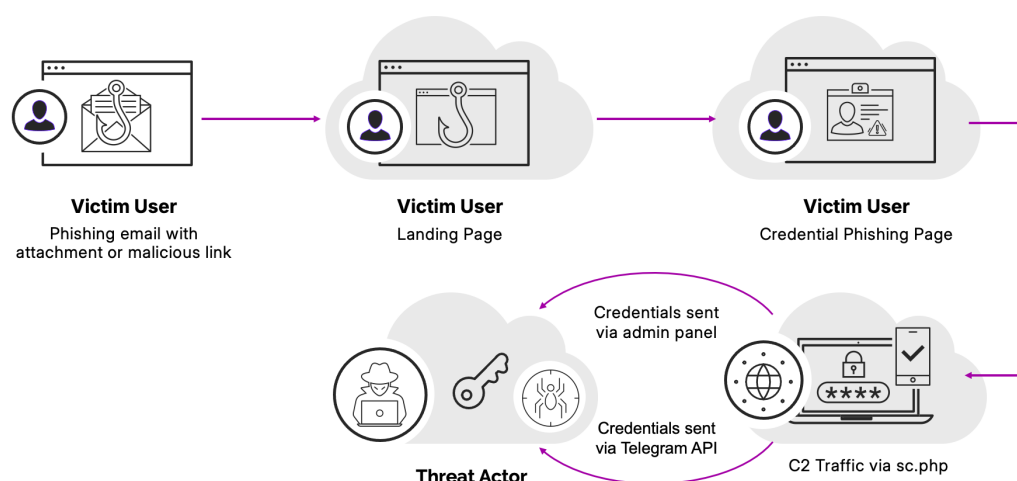 Victim User
Phishing email with
attachment or malicious link
Victim User
Landing Page
Victim User
Credential Phishing Page
Credentials sent
via admin panel
****
Credentials sent
via Telegram API
C2 Traffic via sc.php
Threat Actor